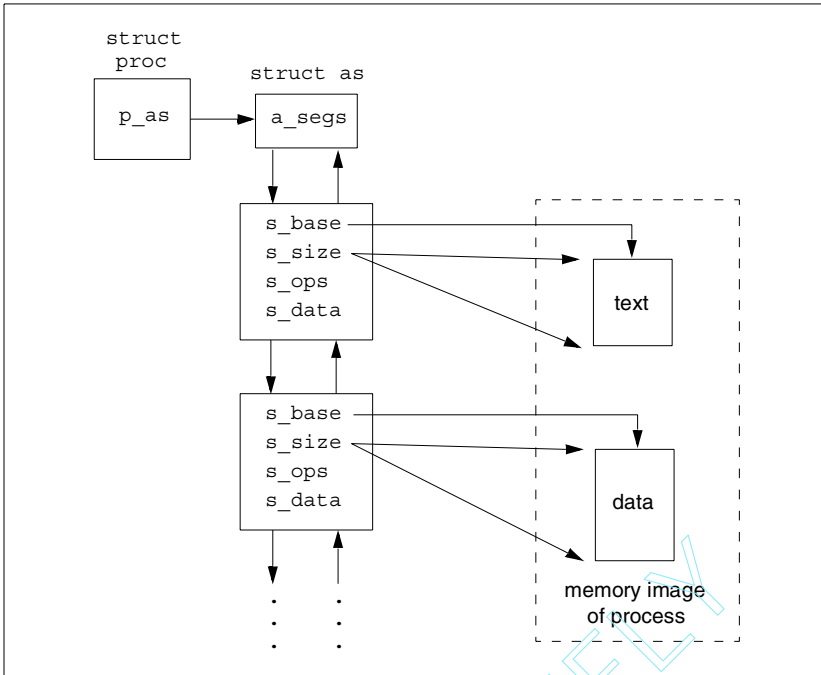 struct
proc
p_as
struct as
a_segs
s_base
s_size
s_ops
s_data
text
s_base
s_size
s_ops
s_data
data
memory image
of process
ELY